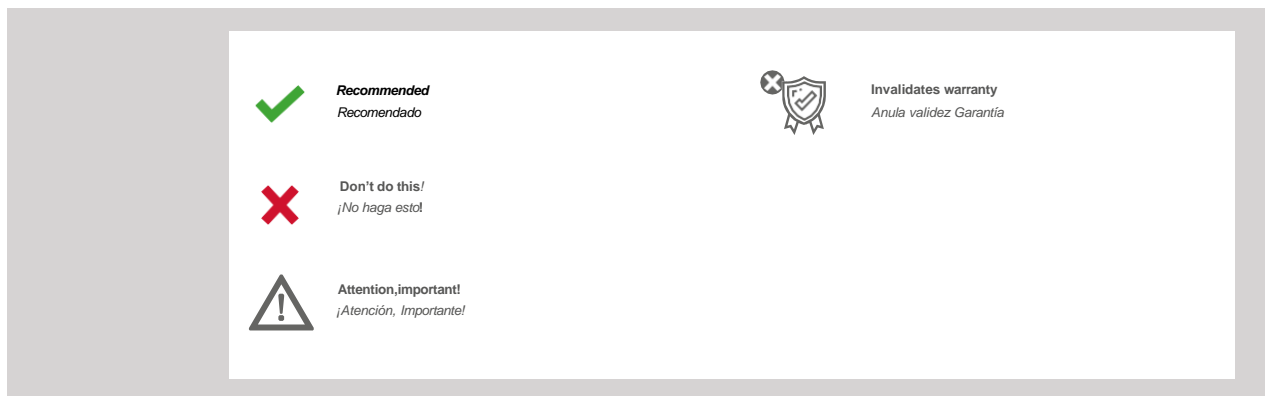 Recommended
Recomendado
Invalidates warranty
Anula validez Garantía
Don't do this!
¡No haga esto!
Attention,important!
¡Atención, Importante!